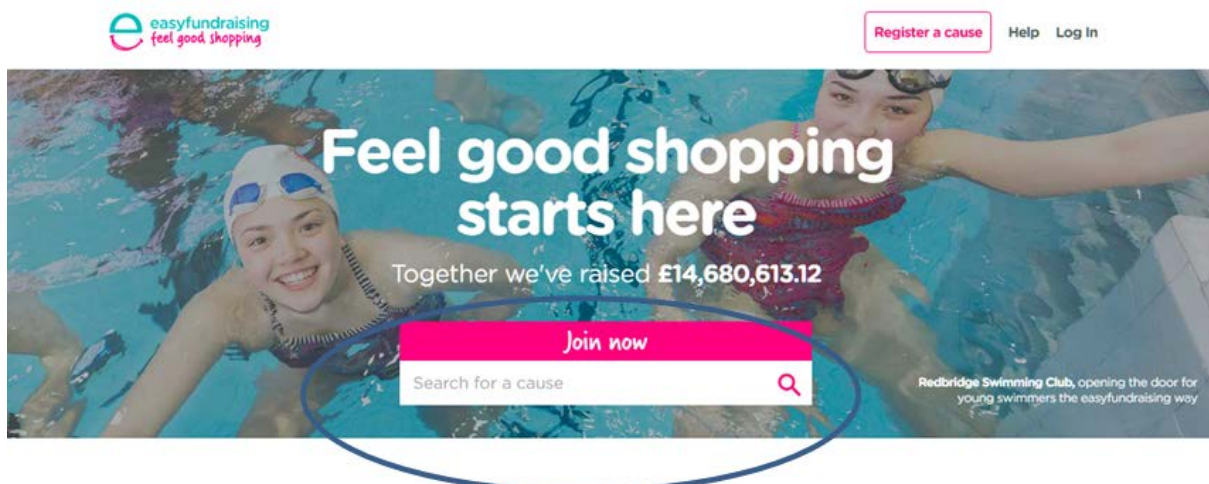 easyfundraising
feel good shopping
Register a cause
Help
Log In
Feel good shopping
starts here
Together we've raised £14,680,613.12
Join now
Search for a cause
Redbridge Swimming Club, opening the door for
young swimmers the easyfundraising way